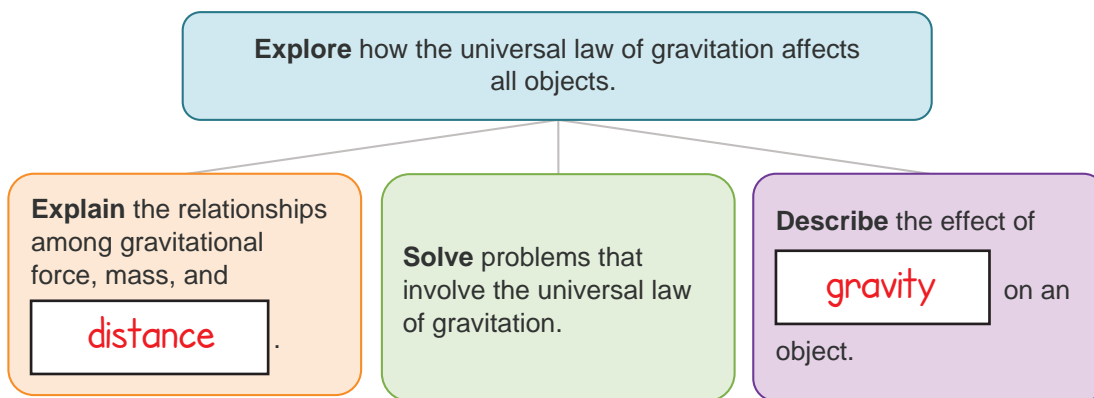 Explore how the universal law of gravitation affects
all objects.
Explain the relationships
among gravitational
force, mass, and
distance .
Solve problems that
involve the universal law
of gravitation.
Describe the effect of
gravity on an
object.